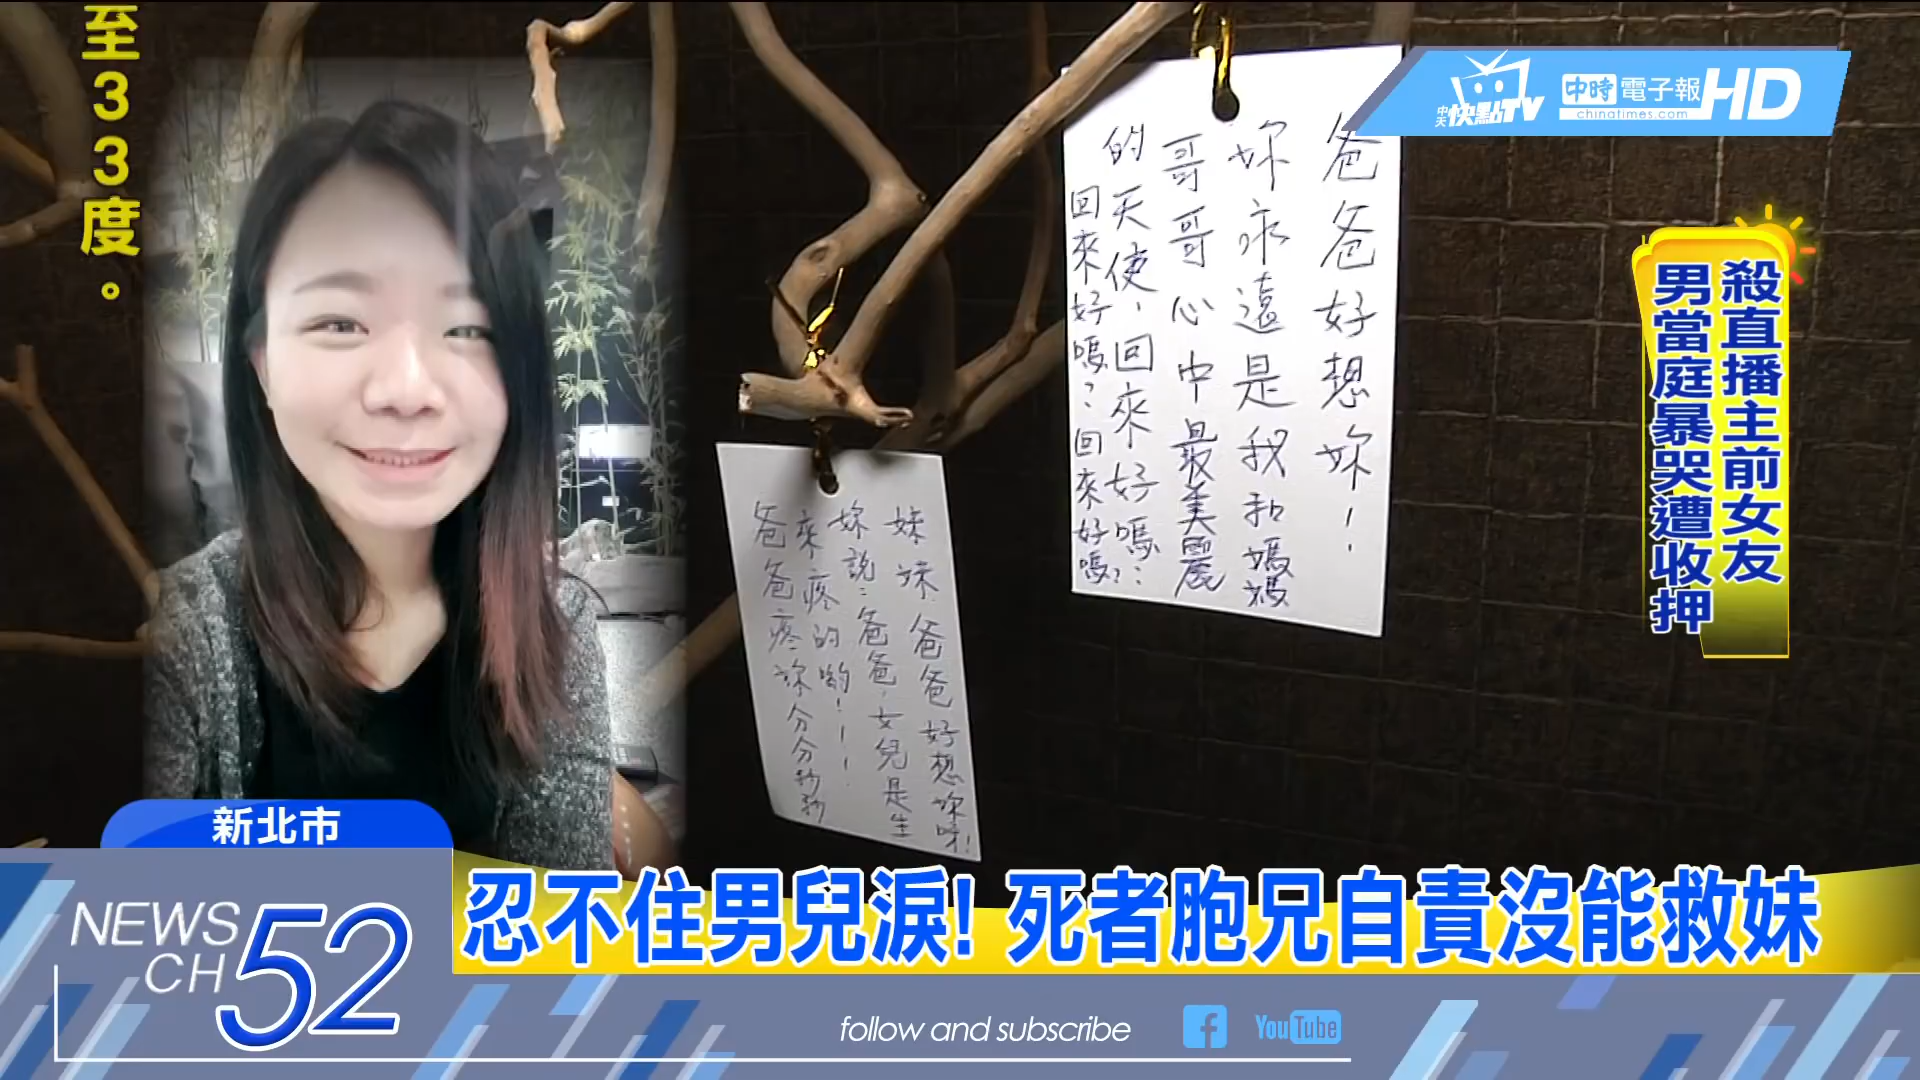 至33度。
中天快點TV 中時電子報HD
chinatimes.com
殺直播主前女友
男當庭暴哭遭收押
爸爸好想妳！！
妳永遠是我和媽媽
哥哥心中最美麗
的天使，回來好嗎？
回來好嗎？回來好嗎？
妹妹：爸爸好想妳呀！
妳說：爸爸，女兒是生
來疼的喲！！！
爸爸疼妳分分秒秒
新北市
忍不住男兒淚！死者胞兄自責沒能救妹
NEWS
CH
52
follow and subscribe
YouTube